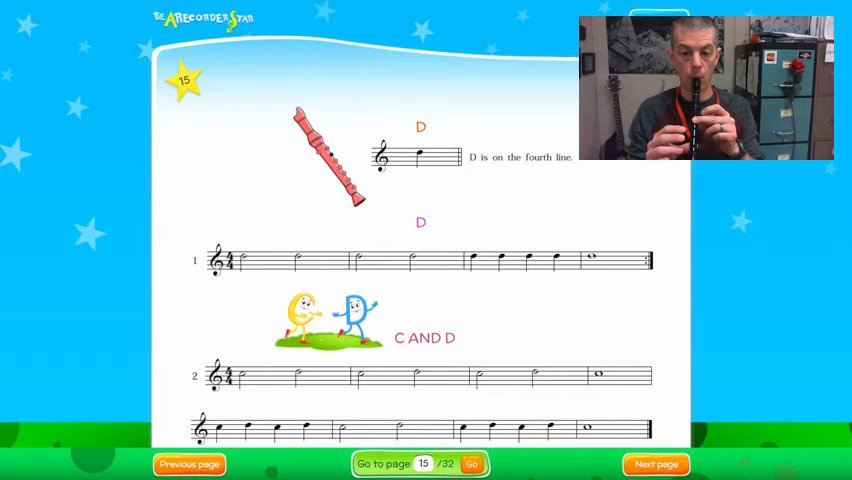 BE A RECORDER STAR
15
D
D is on the fourth line.
D
1
C D
C AND D
2
Previous page
Go to page 15 /32 Go
Next page